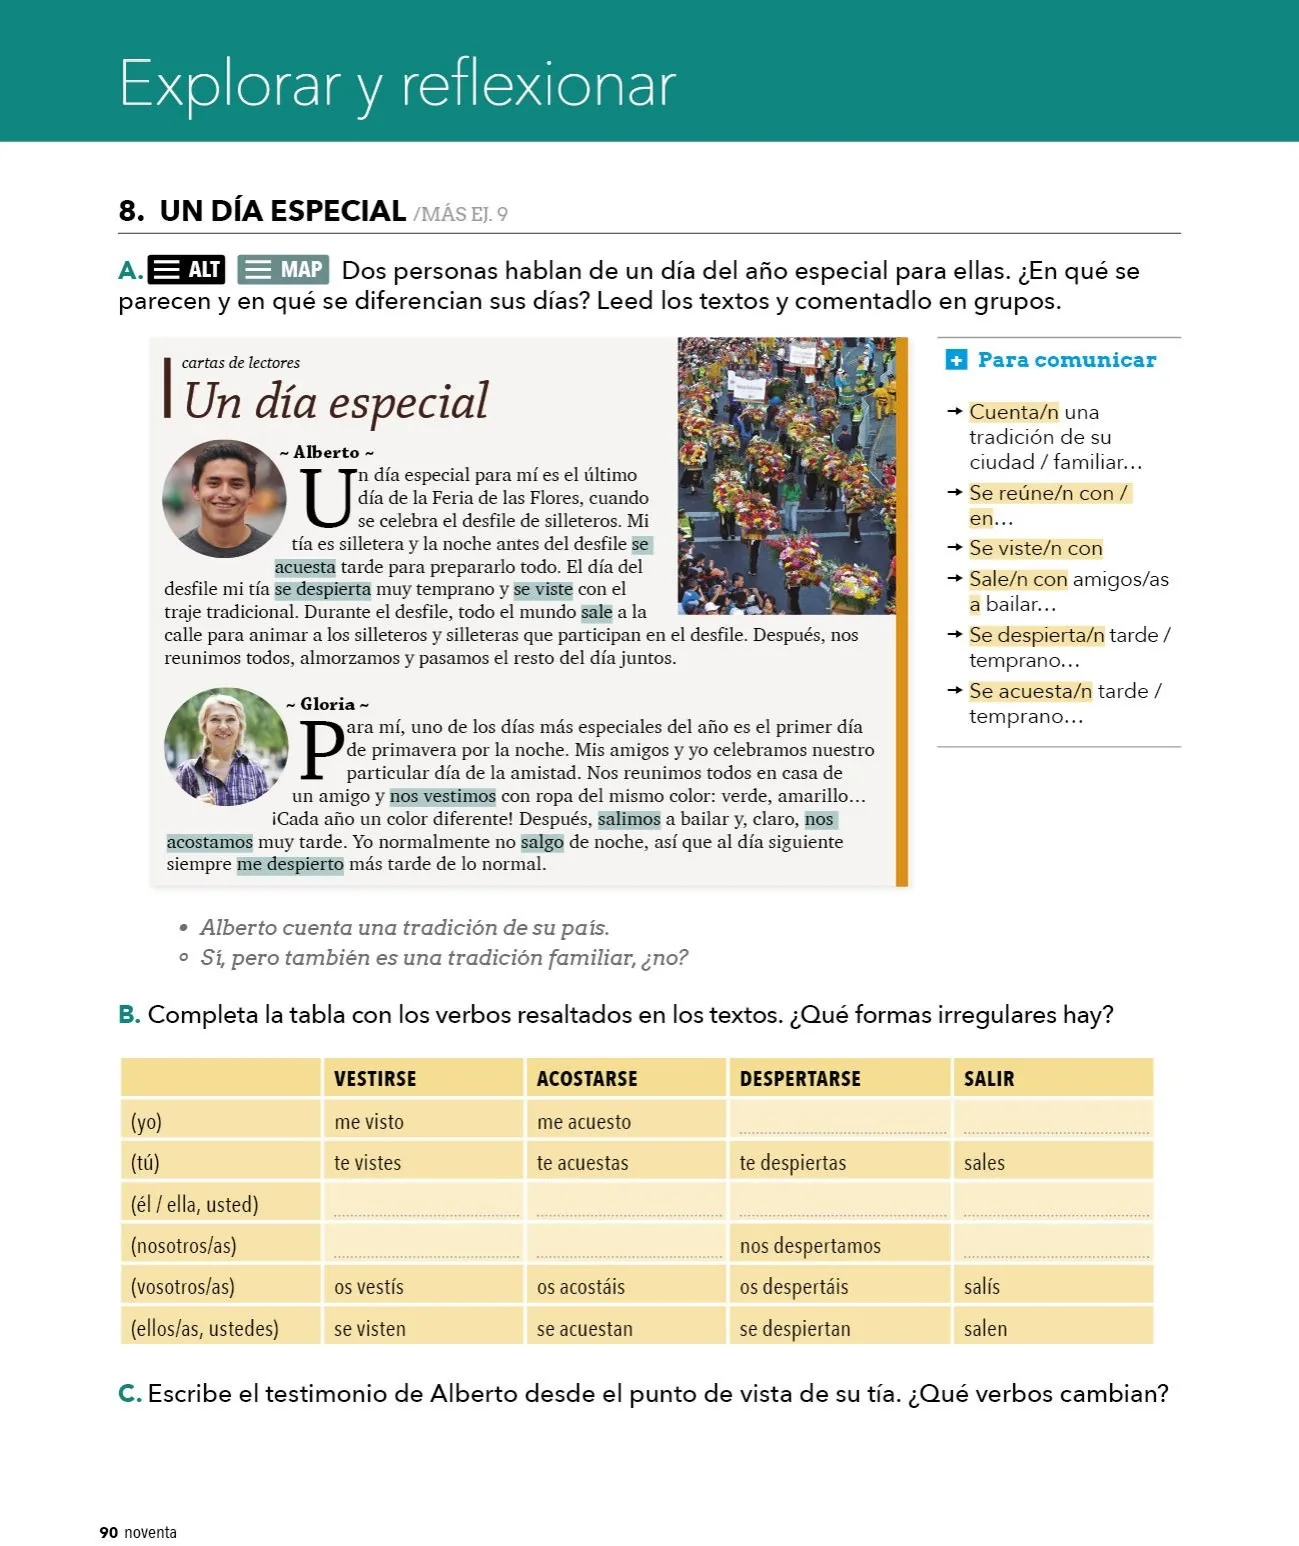 Explorar y reflexionar
8. UN DÍA ESPECIAL /MÁS EJ. 9
A. ALT MAP Dos personas hablan de un día del año especial para ellas. ¿En qué se
parecen y en qué se diferencian sus días? Leed los textos y comentadlo en grupos.
cartas de lectores
Un día especial
~ Alberto ~
Un día especial para mí es el último
día de la Feria de las Flores, cuando
se celebra el desfile de silleteros. Mi
tía es silletera y la noche antes del desfile se
acuesta tarde para prepararlo todo. El día del
desfile mi tía se despierta muy temprano y se viste con el
traje tradicional. Durante el desfile, todo el mundo sale a la
calle para animar a los silleteros y silleteras que participan en el desfile. Después, nos
reunimos todos, almorzamos y pasamos el resto del día juntos.
~ Gloria ~
Para mí, uno de los días más especiales del año es el primer día
de primavera por la noche. Mis amigos y yo celebramos nuestro
particular día de la amistad. Nos reunimos todos en casa de
un amigo y nos vestimos con ropa del mismo color: verde, amarillo…
¡Cada año un color diferente! Después, salimos a bailar y, claro, nos
acostamos muy tarde. Yo normalmente no salgo de noche, así que al día siguiente
siempre me despierto más tarde de lo normal.
+ Para comunicar
→ Cuenta/n una
tradición de su
ciudad / familiar…
→ Se reúne/n con /
en…
→ Se viste/n con
→ Sale/n con amigos/as
a bailar…
→ Se despierta/n tarde /
temprano…
→ Se acuesta/n tarde /
temprano…
• Alberto cuenta una tradición de su país.
○ Sí, pero también es una tradición familiar, ¿no?
B. Completa la tabla con los verbos resaltados en los textos. ¿Qué formas irregulares hay?
VESTIRSE ACOSTARSE DESPERTARSE SALIR
(yo) me visto me acuesto
(tú) te vistes te acuestas te despiertas sales
(él / ella, usted)
(nosotros/as) nos despertamos
(vosotros/as) os vestís os acostáis os despertáis salís
(ellos/as, ustedes) se visten se acuestan se despiertan salen
C. Escribe el testimonio de Alberto desde el punto de vista de su tía. ¿Qué verbos cambian?
90 noventa